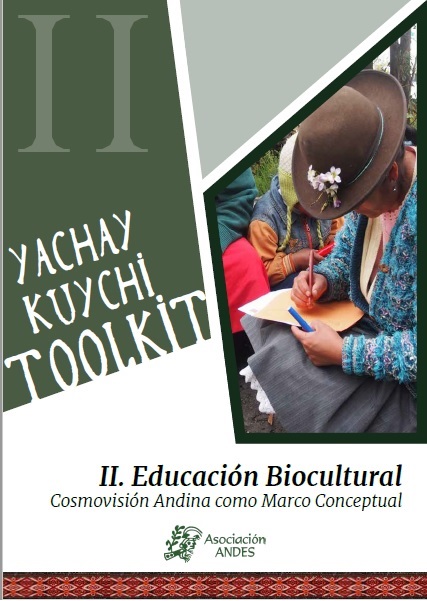 II
YACHAY
KUYCHI
TOOLKIT
II. Educación Biocultural
Cosmovisión Andina como Marco Conceptual
Asociación
ANDES